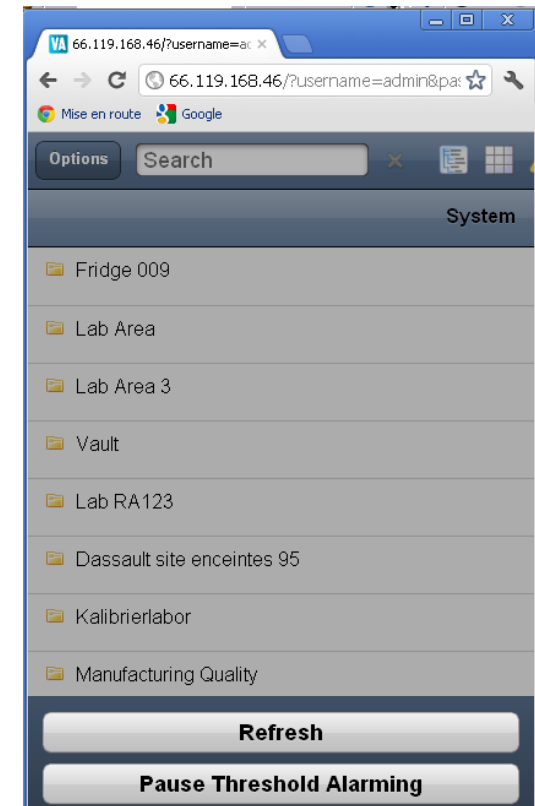 VA 66.119.168.46/?username=ac
66.119.168.46/?username=admin&pas
Mise en route Google
Options Search
System
Fridge 009
Lab Area
Lab Area 3
Vault
Lab RA123
Dassault site enceintes 95
Kalibrierlabor
Manufacturing Quality
Refresh
Pause Threshold Alarming